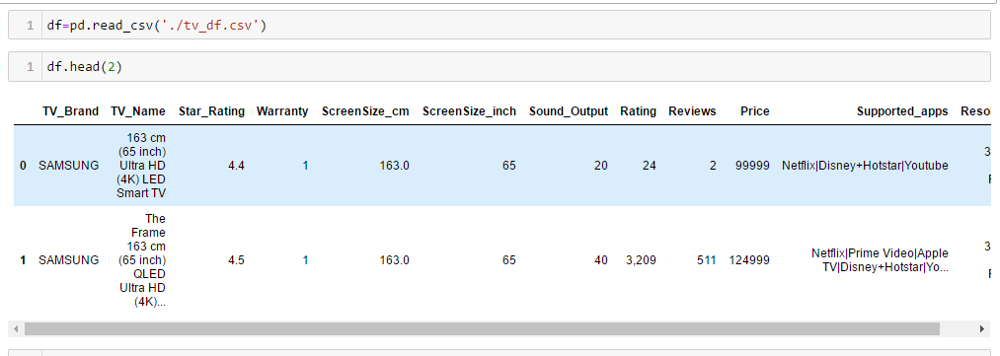 1 df=pd.read_csv('./tv_df.csv')
1 df.head(2)
TV_Brand TV_Name Star_Rating Warranty ScreenSize_cm ScreenSize_inch Sound_Output Rating Reviews Price Supported_apps Reso
163 cm
(65 inch)
0 SAMSUNG Ultra HD 4.4 1 163.0 65 20 24 2 99999 Netflix|Disney+Hotstar|Youtube
(4K) LED
Smart TV
The
Frame
163 cm
1 SAMSUNG (65 inch) 4.5 1 163.0 65 40 3,209 511 124999 Netflix|Prime Video|Apple
QLED TV|Disney+Hotstar|Yo...
Ultra HD
(4K)...